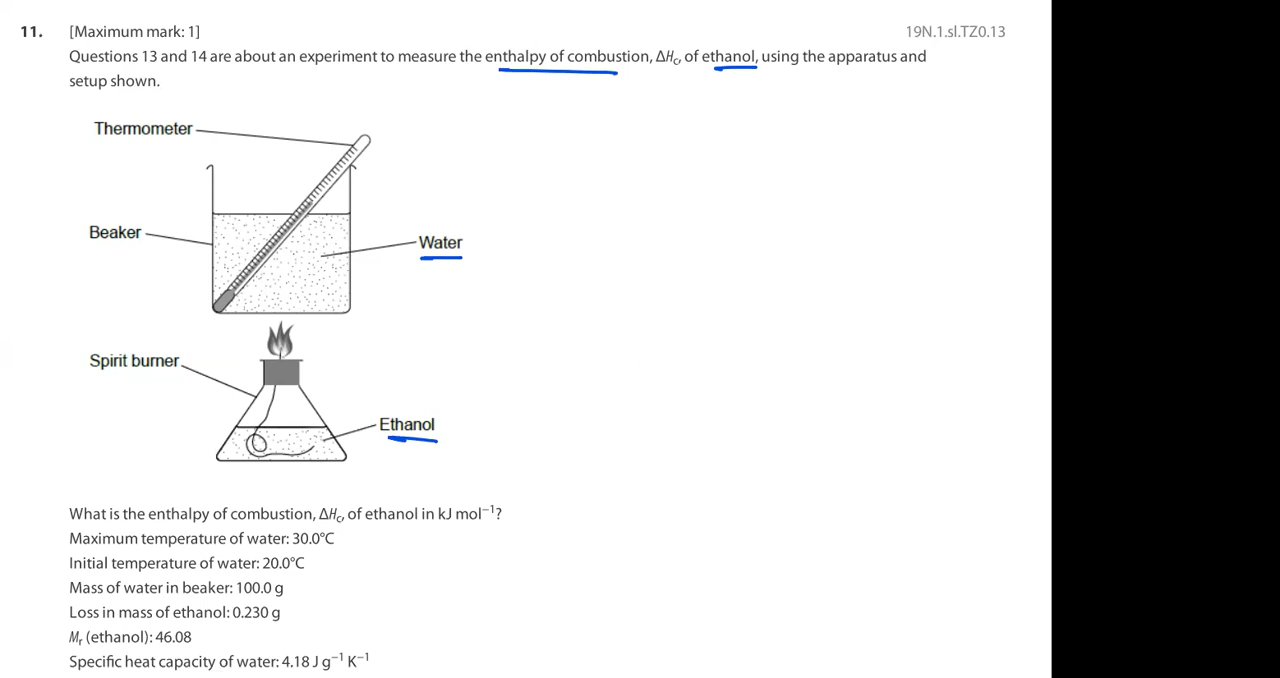 11. [Maximum mark: 1] 19N.1.sl.TZ0.13
Questions 13 and 14 are about an experiment to measure the enthalpy of combustion, ΔHc, of ethanol, using the apparatus and
setup shown.
Thermometer
Beaker
Water
Spirit burner
Ethanol
What is the enthalpy of combustion, ΔHc, of ethanol in kJ mol⁻¹?
Maximum temperature of water: 30.0°C
Initial temperature of water: 20.0°C
Mass of water in beaker: 100.0 g
Loss in mass of ethanol: 0.230 g
Mr (ethanol): 46.08
Specific heat capacity of water: 4.18 J g⁻¹ K⁻¹